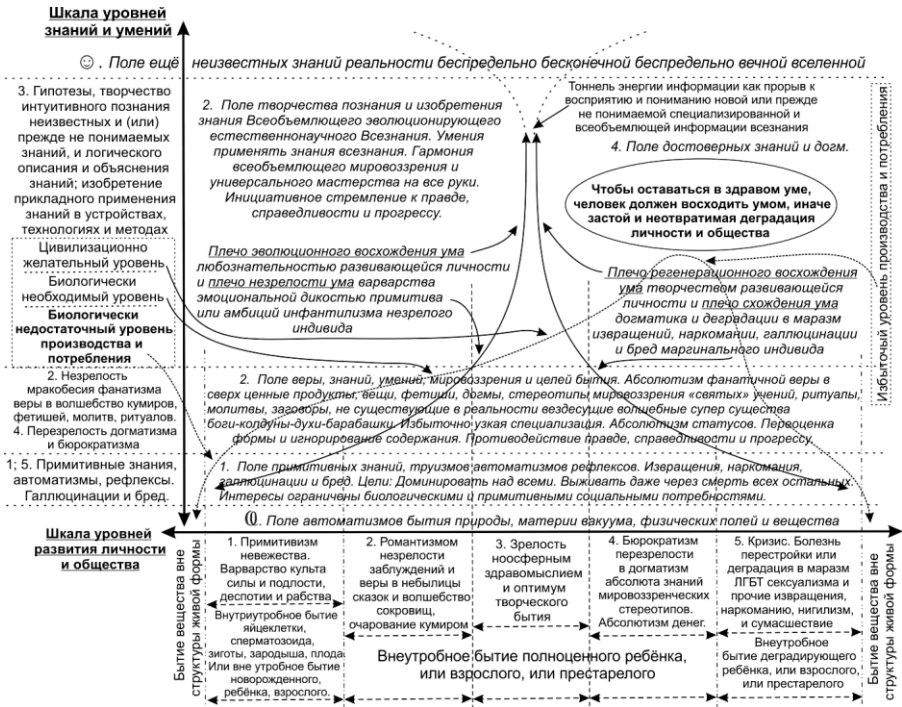 Шкала уровней
знаний и умений
☺. Поле ещё неизвестных знаний реальности беспредельно бесконечной беспредельно вечной вселенной
3. Гипотезы, творчество
интуитивного познания
неизвестных и (или)
прежде не понимаемых
знаний, и логического
описания и объяснения
знаний; изобретение
прикладного применения
знаний в устройствах,
технологиях и методах
2. Поле творчества познания и изобретения
знания Всеобъемлющего эволюционирующего
естественнонаучного Всезнания. Умения
применять знания всезнания. Гармония
всеобъемлющего мировоззрения и
универсального мастерства на все руки.
Инициативное стремление к правде,
справедливости и прогрессу.
Тоннель энергии информации как прорыв к
восприятию и пониманию новой или прежде
не понимаемой специализированной и
всеобъемлющей информации всезнания
4. Поле достоверных знаний и догм.
Чтобы оставаться в здравом уме,
человек должен восходить умом, иначе
застой и неотвратимая деградация
личности и общества
Избыточый уровень производства и потребления
Цивилизационно
желательный уровень
Биологически
необходимый уровень
Биологически
недостаточный уровень
производства и
потребления
Плечо эволюционного восхождения ума
любознательностью развивающейся личности
и плечо незрелости ума варварства
эмоциональной дикостью примитива
или амбиций инфантилизма незрелого
индивида
Плечо регенерационного восхождения
ума творчеством развивающейся
личности и плечо схождения ума
догматика и деградации в маразм
извращений, наркомании, галлюцинации
и бред маргинального индивида
2. Незрелость
мракобесия фанатизма
веры в волшебство кумиров,
фетишей, молитв, ритуалов.
4. Перезрелость догматизма
и бюрократизма
2. Поле веры, знаний, умений, мировоззрения и целей бытия. Абсолютизм фанатичной веры в
сверх ценные продукты, вещи, фетиши, догмы, стереотипы мировоззрения «святых» учений, ритуалы,
молитвы, заговоры, не существующие в реальности вездесущие волшебные супер существа
боги-колдуны-духи-барабашки. Избыточно узкая специализация. Абсолютизм статусов. Первоценка
формы и игнорирование содержания. Противодействие правде, справедливости и прогрессу.
1; 5. Примитивные знания,
автоматизмы, рефлексы.
Галлюцинации и бред.
1. Поле примитивных знаний, труизмов автоматизмов рефлексов. Извращения, наркомания,
галлюцинации и бред. Цели: Доминировать над всеми. Выживать даже через смерть всех остальных.
Интересы ограничены биологическими и примитивными социальными потребностями.
Шкала уровней
развития личности
и общества
0. Поле автоматизмов бытия природы, материи вакуума, физических полей и вещества
Бытие вещества вне
структуры живой формы
1. Примитивизм
невежества.
Варварство культа
силы и подлости,
деспотии и рабства
2. Романтизмом
незрелости
заблуждений и
веры в небылицы
сказок и волшебство
сокровищ,
очарование кумиром
3. Зрелость
ноосферным
здравомыслием
и оптимум
творческого
бытия
4. Бюрократизм
перезрелости
в догматизм
абсолюта знаний
мировоззренческих
стереотипов.
Абсолютизм денег.
5. Кризис. Болезнь
перестройки или
деградация в маразм
ЛГБТ сексуализма и
прочие извращения,
наркоманию, нигилизм,
и сумасшествие
Бытие вещества вне
структуры живой формы
Внутриутробное бытие
яйцеклетки,
сперматозоида,
зиготы, зародыша, плода.
Или вне утробное бытие
новорожденного,
ребёнка, взрослого.
Внеутробное бытие полноценного ребёнка,
или взрослого, или престарелого
Внеутробное
бытие деградирующего
ребёнка, или взрослого,
или престарелого